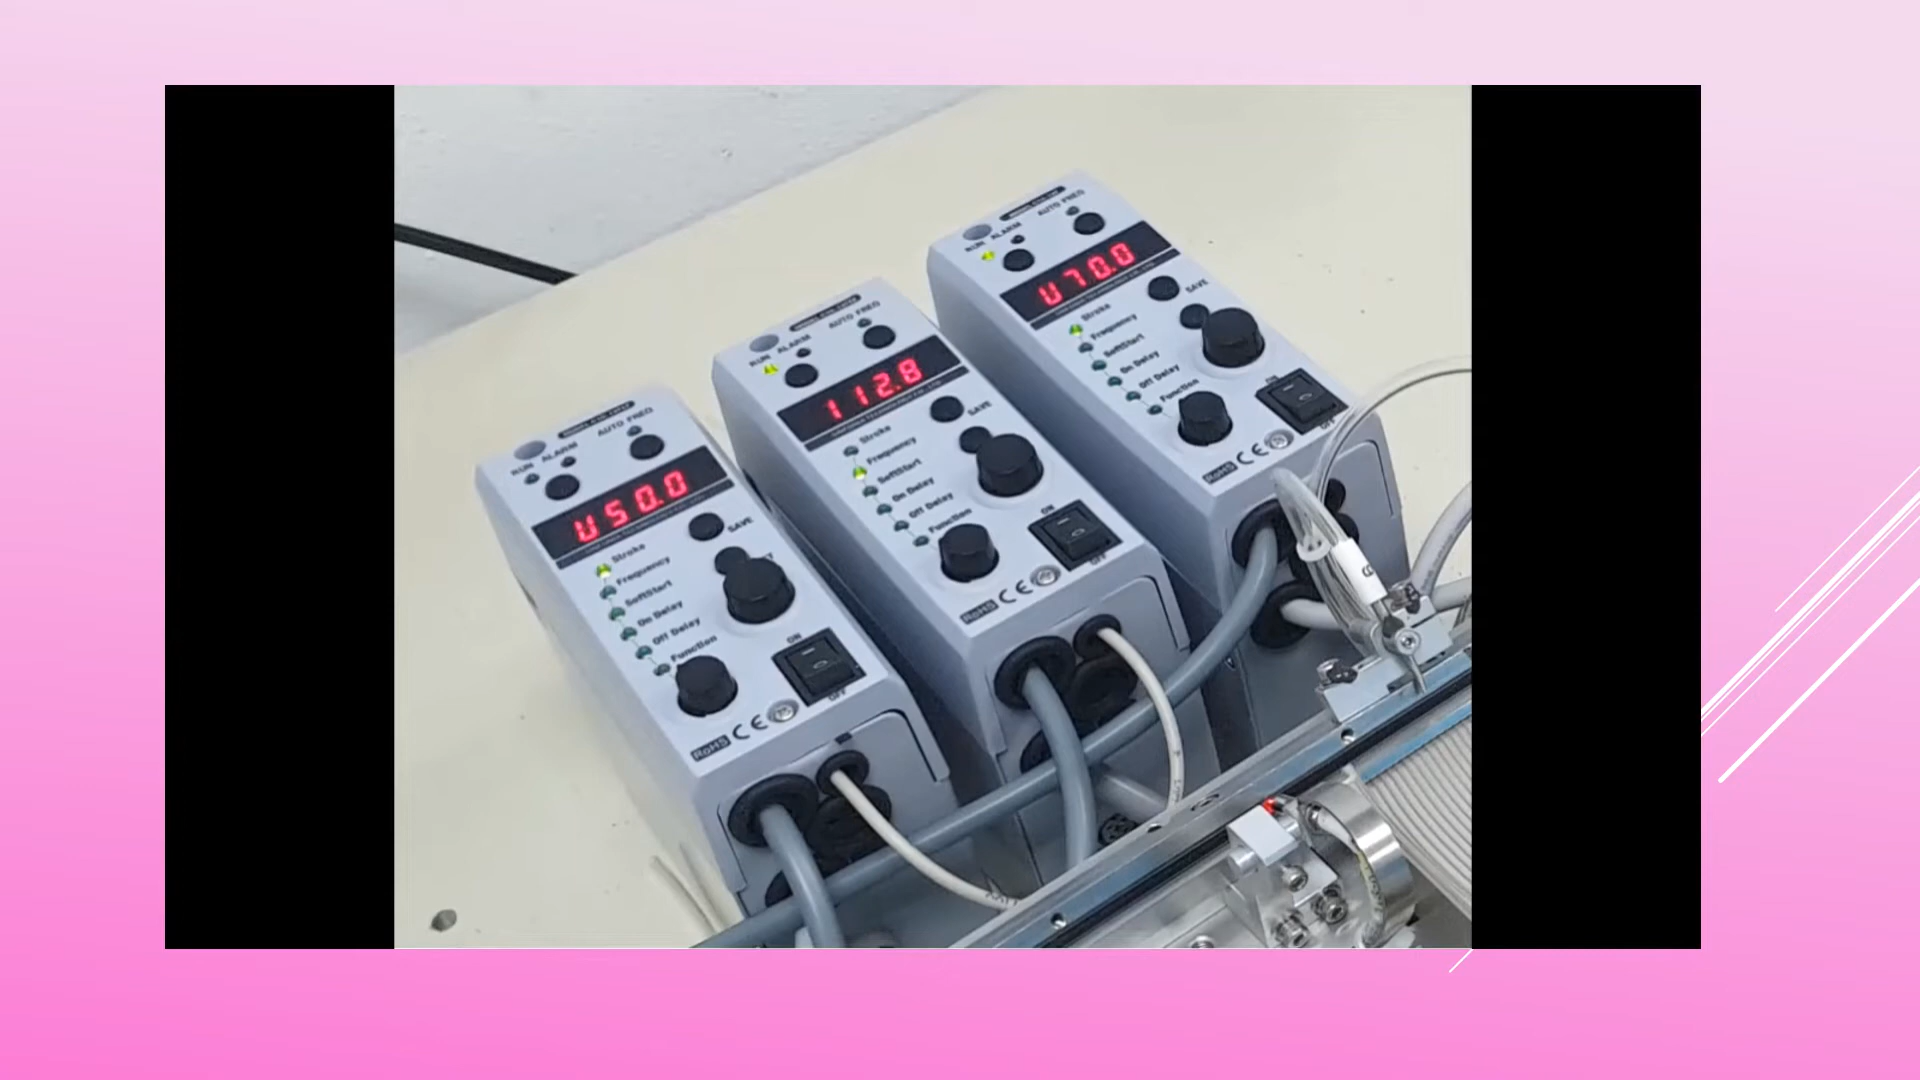 AUTO FREQ
RUN ALARM
U50.0
SAVE
Stroke
Frequency
SoftStart
On Delay
Off Delay
Function
ON
OFF
RoHS CE
AUTO FREQ
RUN ALARM
112.8
SAVE
Stroke
Frequency
SoftStart
On Delay
Off Delay
Function
ON
OFF
RoHS CE
AUTO FREQ
RUN ALARM
U70.0
SAVE
Stroke
Frequency
SoftStart
On Delay
Off Delay
Function
ON
OFF
RoHS CE